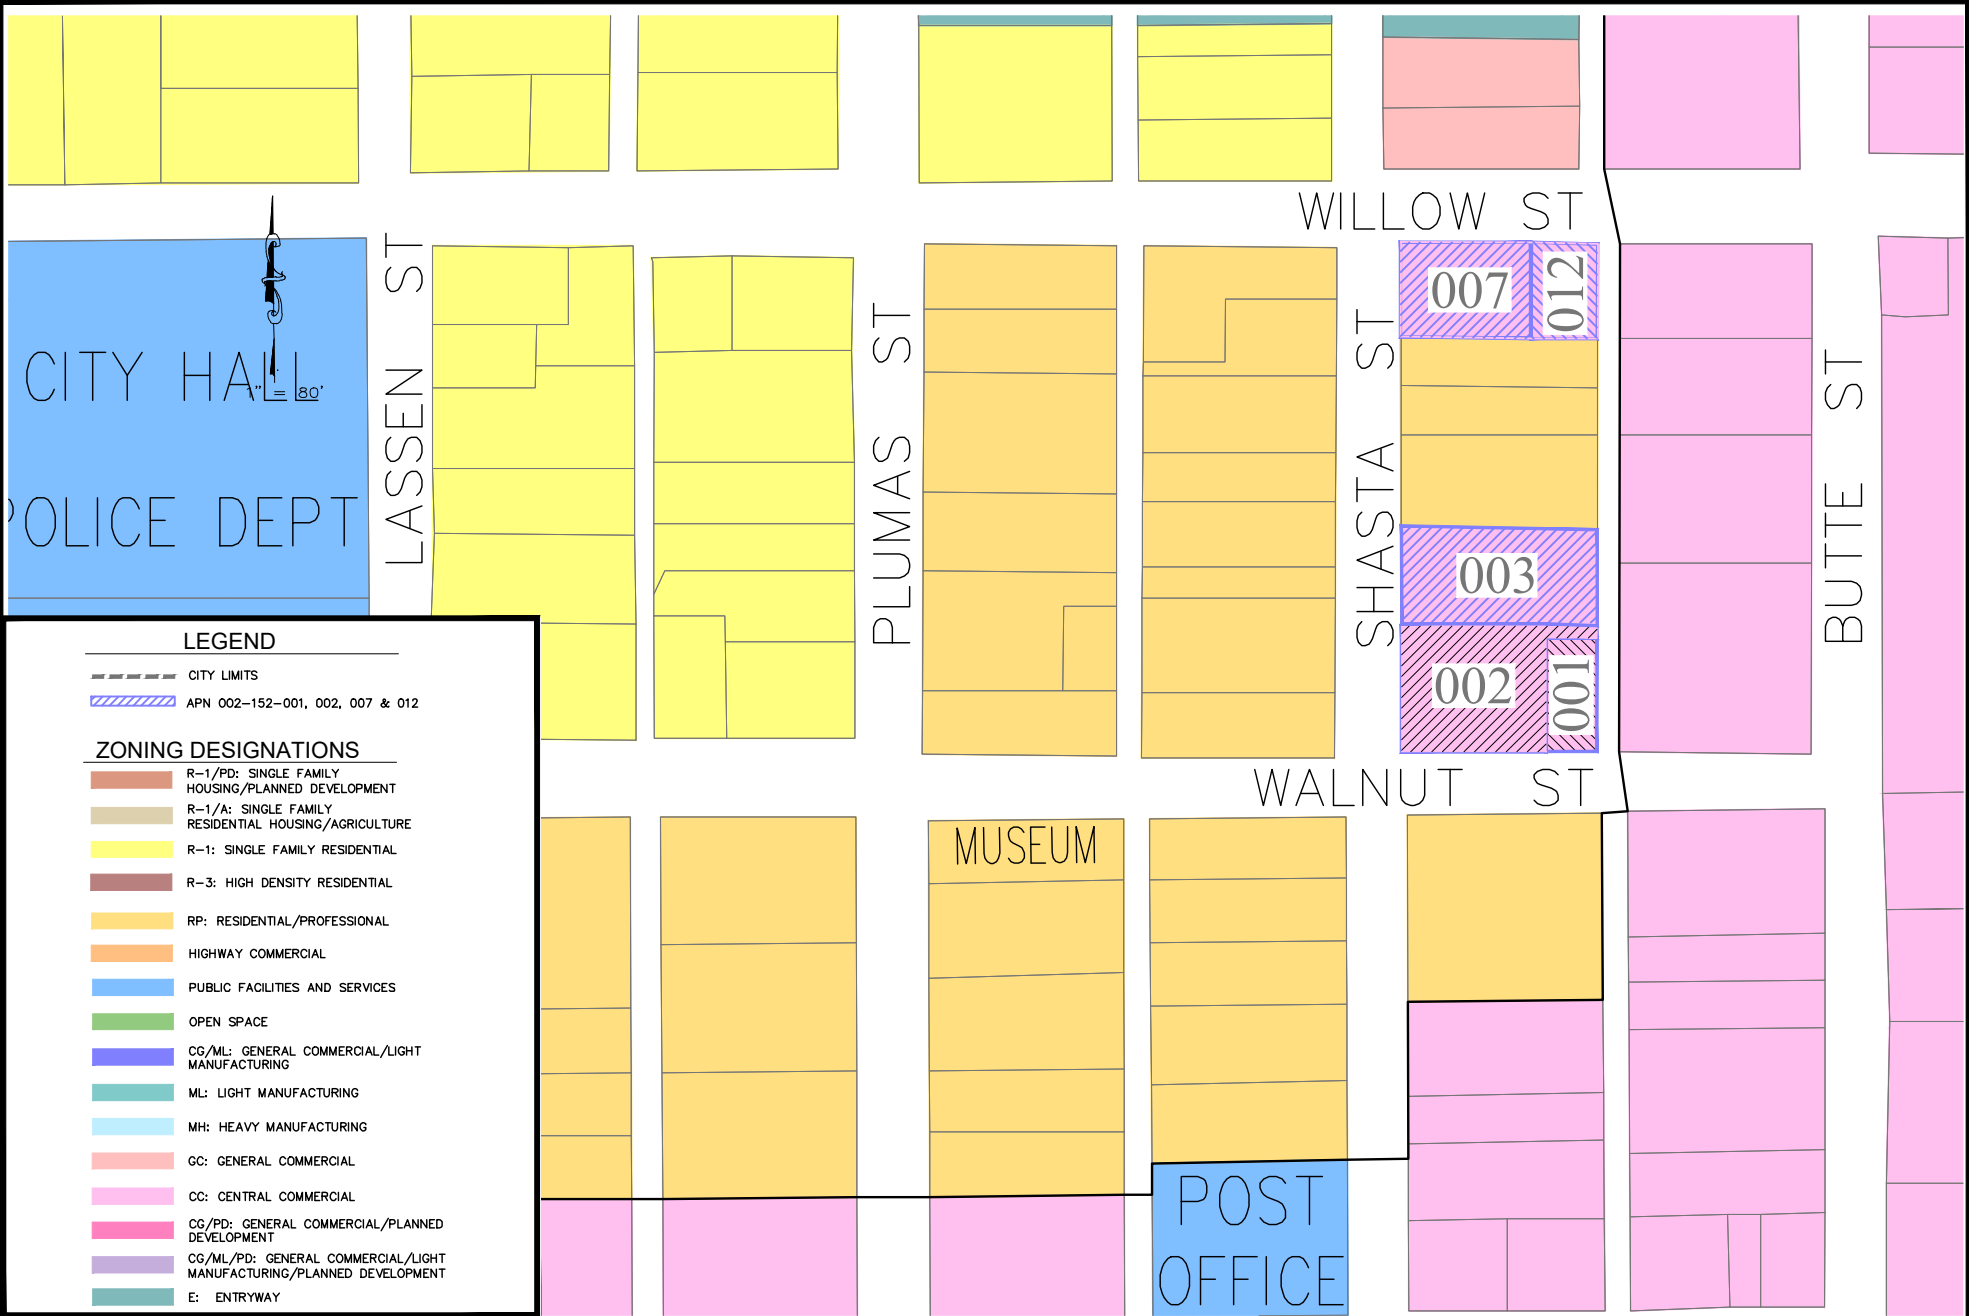 WILLOW ST
007
012
LASSEN ST
PLUMAS ST
SHASTA ST
BUTTE ST
CITY HALL
1" = 80'
POLICE DEPT
003
002
001
WALNUT ST
MUSEUM
POST
OFFICE
LEGEND
CITY LIMITS
APN 002-152-001, 002, 007 & 012
ZONING DESIGNATIONS
R-1/PD: SINGLE FAMILY
HOUSING/PLANNED DEVELOPMENT
R-1/A: SINGLE FAMILY
RESIDENTIAL HOUSING/AGRICULTURE
R-1: SINGLE FAMILY RESIDENTIAL
R-3: HIGH DENSITY RESIDENTIAL
RP: RESIDENTIAL/PROFESSIONAL
HIGHWAY COMMERCIAL
PUBLIC FACILITIES AND SERVICES
OPEN SPACE
CG/ML: GENERAL COMMERCIAL/LIGHT
MANUFACTURING
ML: LIGHT MANUFACTURING
MH: HEAVY MANUFACTURING
GC: GENERAL COMMERCIAL
CC: CENTRAL COMMERCIAL
CG/PD: GENERAL COMMERCIAL/PLANNED
DEVELOPMENT
CG/ML/PD: GENERAL COMMERCIAL/LIGHT
MANUFACTURING/PLANNED DEVELOPMENT
E: ENTRYWAY